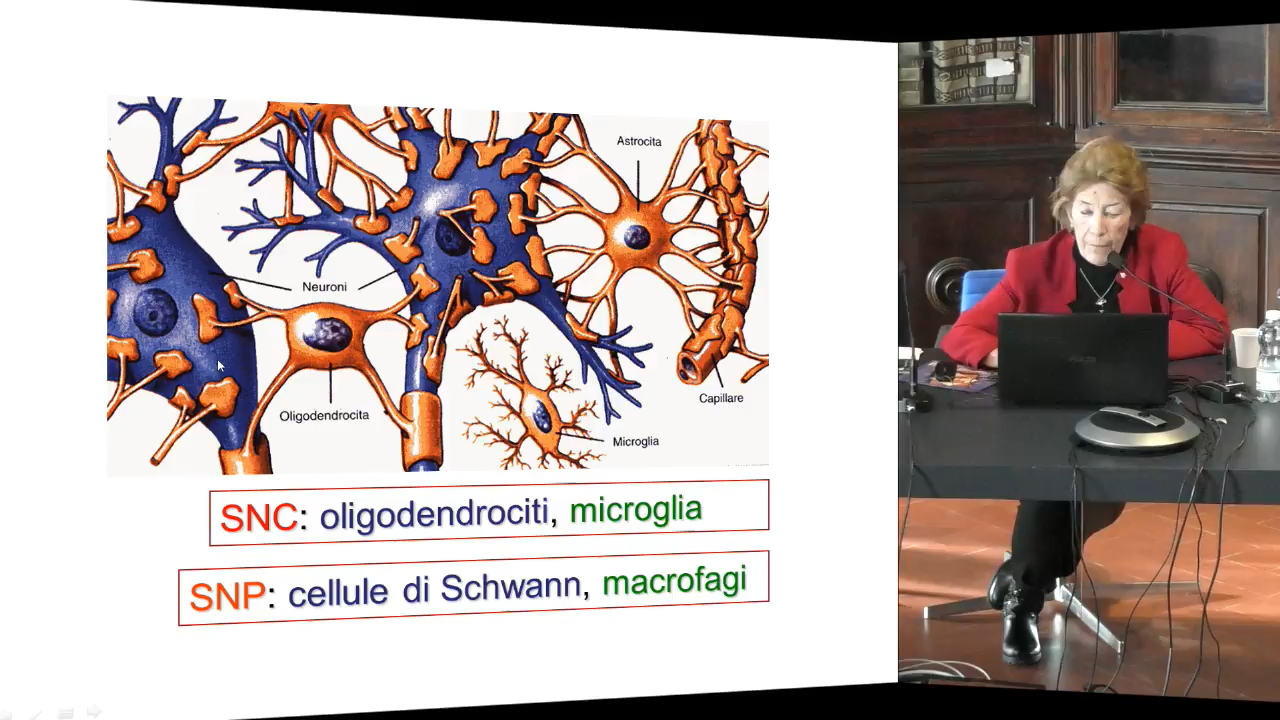 Astrocita
Neuroni
Oligodendrocita
Capillare
Microglia
SNC: oligodendrociti, microglia
SNP: cellule di Schwann, macrofagi